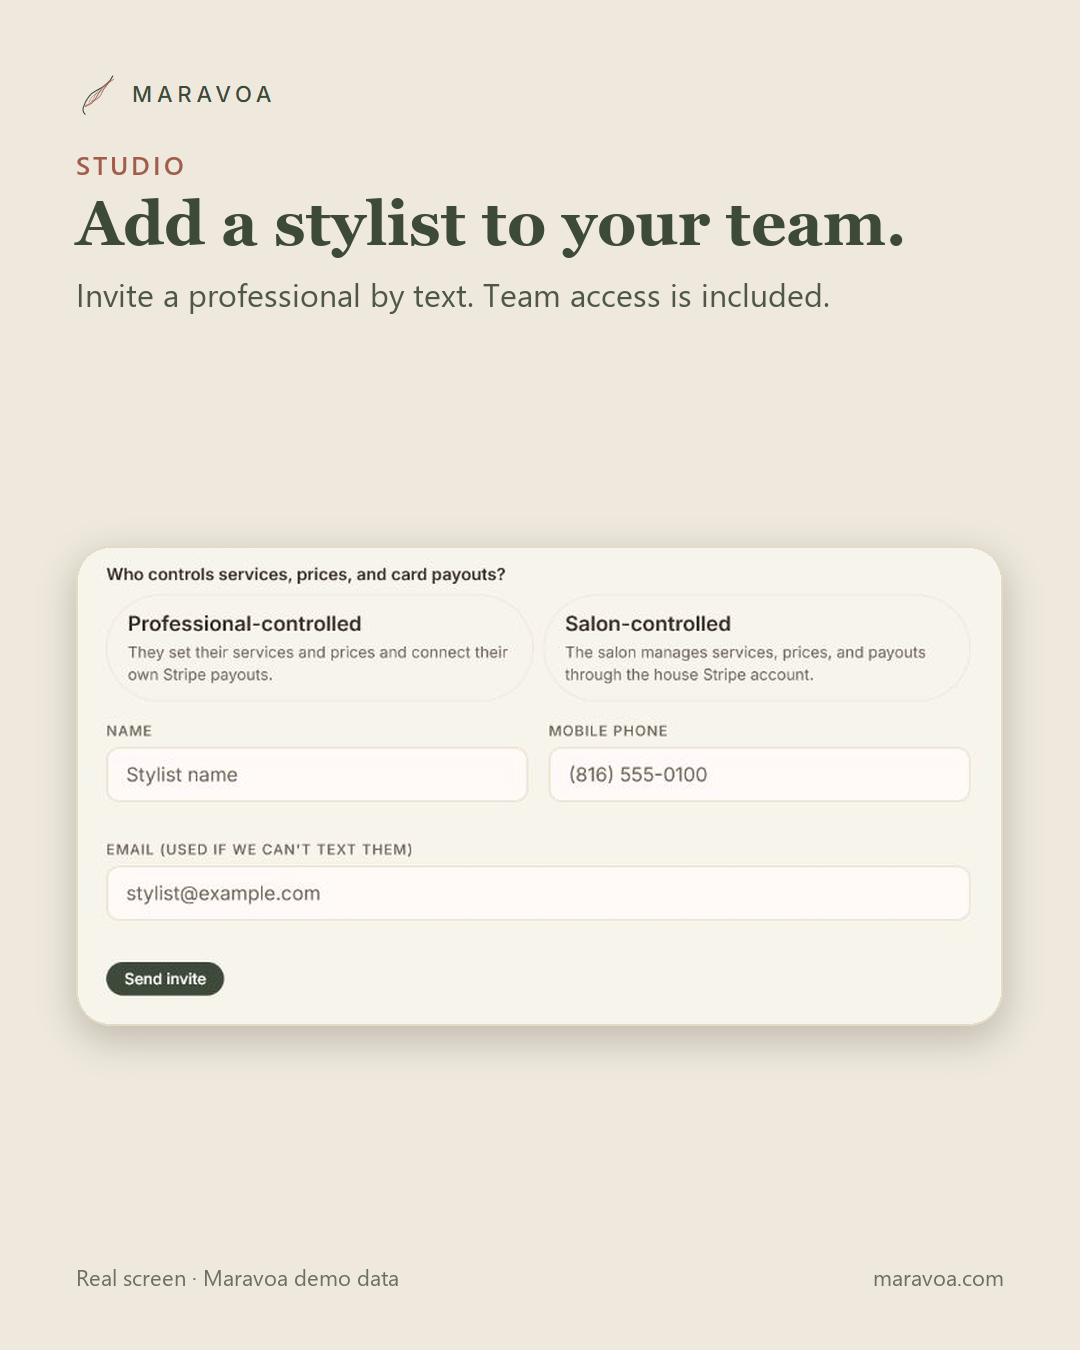 MARAVOA
STUDIO
Add a stylist to your team.
Invite a professional by text. Team access is included.
Who controls services, prices, and card payouts?
Professional-controlled
They set their services and prices and connect their
own Stripe payouts.
Salon-controlled
The salon manages services, prices, and payouts
through the house Stripe account.
NAME
Stylist name
MOBILE PHONE
(816) 555-0100
EMAIL (USED IF WE CAN'T TEXT THEM)
stylist@example.com
Send invite
Real screen · Maravoa demo data
maravoa.com